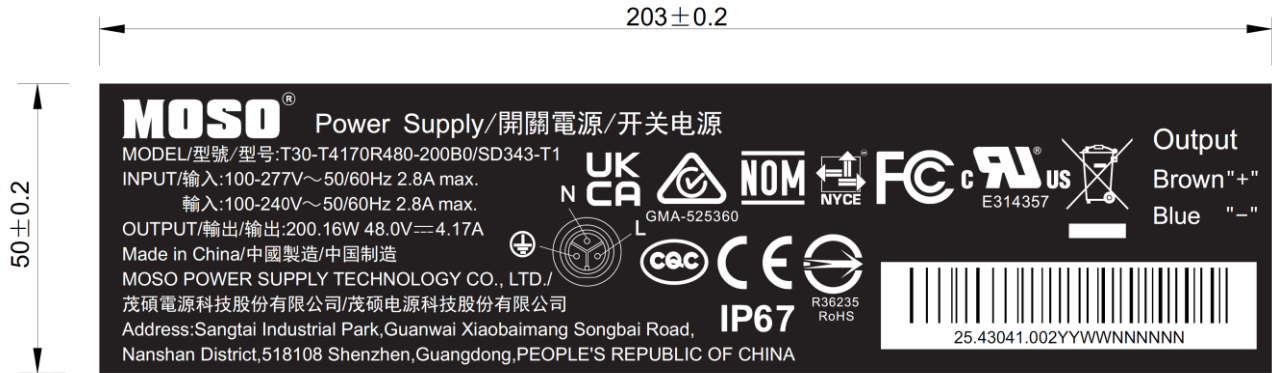 203±0.2
50±0.2
MOSO® Power Supply/開關電源/开关电源
MODEL/型號/型号:T30-T4170R480-200B0/SD343-T1
INPUT/输入:100-277V～50/60Hz 2.8A max.
輸入:100-240V～50/60Hz 2.8A max.
OUTPUT/輸出/输出:200.16W 48.0V⎓4.17A
Made in China/中國製造/中国制造
MOSO POWER SUPPLY TECHNOLOGY CO., LTD./
茂碩電源科技股份有限公司/茂硕电源科技股份有限公司
Address:Sangtai Industrial Park,Guanwai Xiaobaimang Songbai Road,
Nanshan District,518108 Shenzhen,Guangdong,PEOPLE'S REPUBLIC OF CHINA
N
L
UK
CA
GMA-525360
NOM
NYCE
FC
c RU® US
E314357
CQC
CE
R36235
RoHS
IP67
Output
Brown"+"
Blue "−"
25.43041.002YYWWNNNNNN